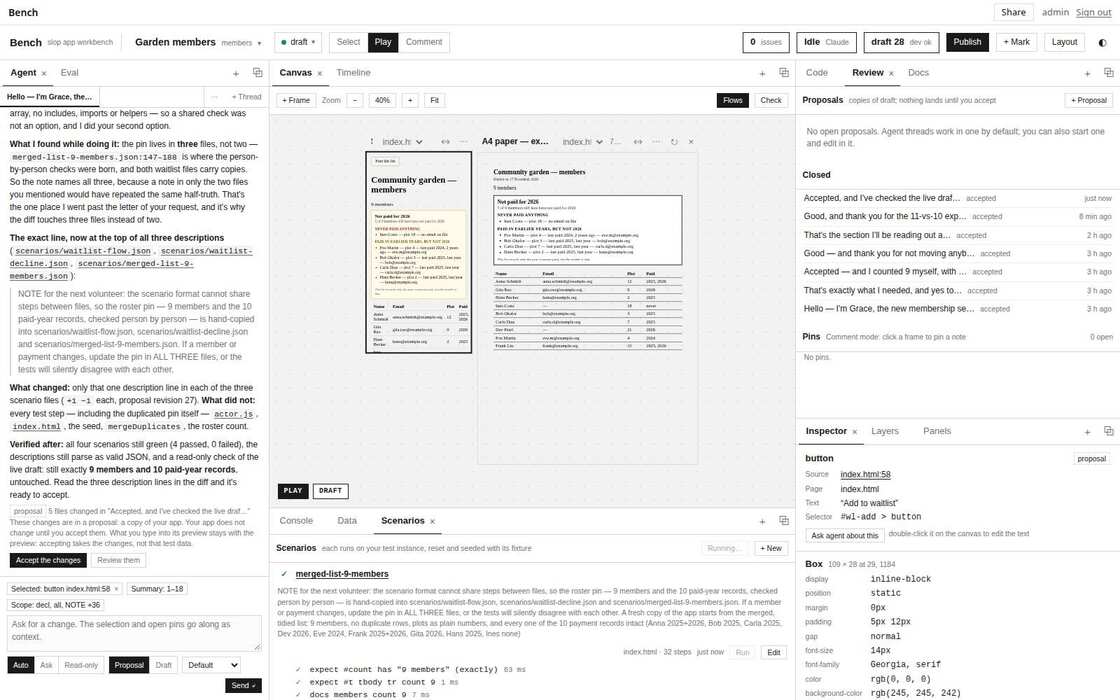 Bench
Share
admin
Sign out
Bench
slop app workbench
Garden members
members
draft
Select
Play
Comment
0 issues
Idle Claude
draft 28 dev ok
Publish
+ Mark
Layout
Agent ×
Eval
Hello — I'm Grace, the…
+ Thread
array, no includes, imports or helpers — so a shared check was
not an option, and I did your second option.
What I found while doing it: the pin lives in three files, not two —
merged-list-9-members.json:147–188 is where the person-
by-person checks were born, and both waitlist files carry copies.
So the note names all three, because a note in only the two files
you mentioned would have repeated the same half-truth. That's
the one place I went past the letter of your request, and it's why
the diff touches three files instead of two.
The exact line, now at the top of all three descriptions
( scenarios/waitlist-flow.json , scenarios/waitlist-
decline.json , scenarios/merged-list-9-
members.json ):
NOTE for the next volunteer: the scenario format cannot share
steps between files, so the roster pin — 9 members and the 10
paid-year records, checked person by person — is hand-copied
into scenarios/waitlist-flow.json, scenarios/waitlist-decline.json
and scenarios/merged-list-9-members.json. If a member or
payment changes, update the pin in ALL THREE files, or the
tests will silently disagree with each other.
What changed: only that one description line in each of the three
scenario files ( +1 −1 each, proposal revision 27). What did not:
every test step — including the duplicated pin itself — actor.js ,
index.html , the seed, mergeDuplicates , the roster count.
Verified after: all four scenarios still green (4 passed, 0 failed), the
descriptions still parse as valid JSON, and a read-only check of the
live draft: still exactly 9 members and 10 paid-year records,
untouched. Read the three description lines in the diff and it's
ready to accept.
proposal 5 files changed in "Accepted, and I've checked the live draf…"
These changes are in a proposal: a copy of your app. Your app does not
change until you accept them. What you type into its preview stays with the
preview: accepting takes the changes, not that test data.
Accept the changes
Review them
Selected: button index.html:58 ×
Summary: 1–18
Scope: decl, all, NOTE +36
Ask for a change. The selection and open pins go along as
context.
Auto
Ask
Read-only
Proposal
Draft
Default
Send
Canvas ×
Timeline
+ Frame
Zoom
−
40%
+
Fit
Flows
Check
index.h
Community garden —
members
9 members
Not paid for 2026
NEVER PAID ANYTHING
PAID IN EARLIER YEARS, BUT NOT 2026
Name Email Plot Paid
A4 paper — ex…
index.h
7…
Community garden — members
9 members
Not paid for 2026
NEVER PAID ANYTHING
PAID IN EARLIER YEARS, BUT NOT 2026
Name Email Plot Paid
PLAY
DRAFT
Console
Data
Scenarios ×
Scenarios
each runs on your test instance, reset and seeded with its fixture
Running…
+ New
✓ merged-list-9-members
NOTE for the next volunteer: the scenario format cannot share steps between files, so the roster pin — 9 members and the 10 paid-year records, checked
person by person — is hand-copied into scenarios/waitlist-flow.json, scenarios/waitlist-decline.json and scenarios/merged-list-9-members.json. If a member
or payment changes, update the pin in ALL THREE files, or the tests will silently disagree with each other. A fresh copy of the app starts from the merged,
tidied list: 9 members, no duplicate rows, plots as plain numbers, and every one of the 10 payment records intact (Anna 2025+2026, Bob 2025, Carla 2025,
Dev 2026, Eve 2024, Frank 2025+2026, Gita 2026, Hans 2025, Ines none)
index.html · 32 steps just now
Run
Edit
✓ expect #count has "9 members" (exactly) 63 ms
✓ expect #t tbody tr count 9 1 ms
✓ docs members count 9 7 ms
Code
Review ×
Docs
Proposals
copies of draft; nothing lands until you accept
+ Proposal
No open proposals. Agent threads work in one by default; you can also start one
and edit in it.
Closed
Accepted, and I've checked the live draf… accepted just now
Good, and thank you for the 11-vs-10 exp… accepted 8 min ago
That's the section I'll be reading out a… accepted 2 h ago
Good — and thank you for not moving anyb… accepted 3 h ago
Accepted — and I counted 9 myself, with … accepted 3 h ago
That's exactly what I needed, and yes to… accepted 3 h ago
Hello — I'm Grace, the new membership se… accepted 3 h ago
Pins
Comment mode: click a frame to pin a note
0 open
No pins.
Inspector ×
Layers
Panels
button
proposal
Source index.html:58
Page index.html
Text "Add to waitlist"
Selector #wl-add > button
Ask agent about this
double-click it on the canvas to edit the text
Box 109 × 28 at 29, 1184
display inline-block
position static
margin 0px
padding 5px 12px
gap normal
font-size 14px
font-family Georgia, serif
color rgb(0, 0, 0)
background-color rgb(245, 245, 242)